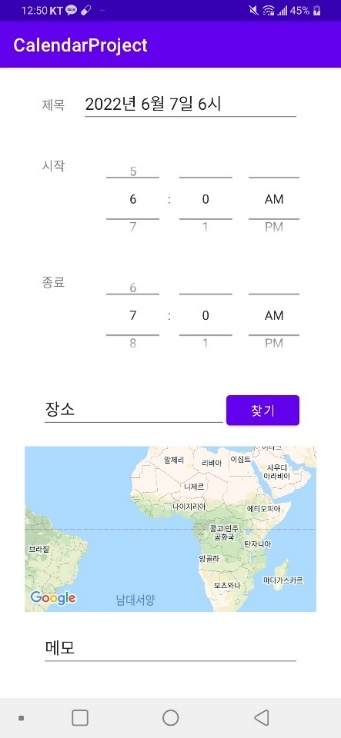 12:50 KT 45%
CalendarProject
제목 2022년 6월 7일 6시
시작
5
6 : 0 AM
7 1 PM
종료
6
7 : 0 AM
8 1 PM
장소 찾기
알제리 리비아 이집트
사우디
아라비아
니제르
나이지리아 에티오피아
콩고 민주
공화국
탄자니아
브라질
앙골라
마다가스카르
보츠와나
Google 남대서양
메모